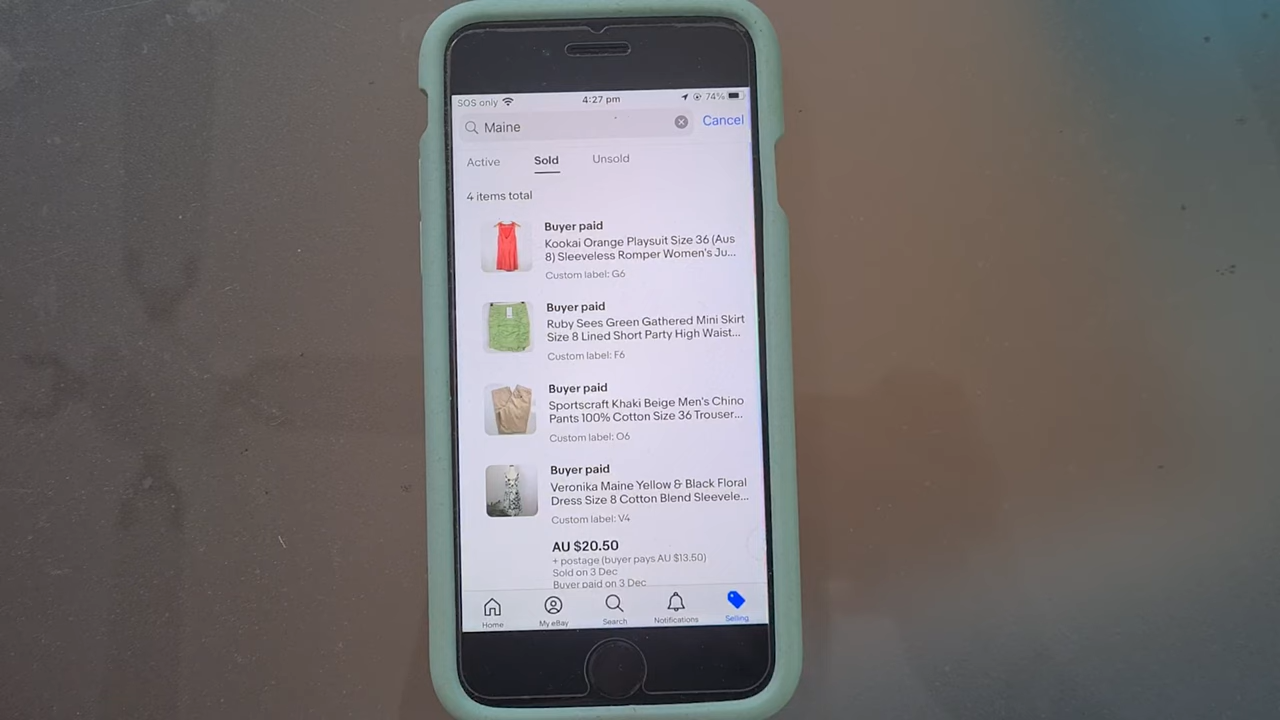 SOS only 4:27 pm 74%
Maine Cancel
Active Sold Unsold
4 items total
Buyer paid
Kookai Orange Playsuit Size 36 (Aus
8) Sleeveless Romper Women's Ju...
Custom label: G6
Buyer paid
Ruby Sees Green Gathered Mini Skirt
Size 8 Lined Short Party High Waist...
Custom label: F6
Buyer paid
Sportscraft Khaki Beige Men's Chino
Pants 100% Cotton Size 36 Trouser...
Custom label: O6
Buyer paid
Veronika Maine Yellow & Black Floral
Dress Size 8 Cotton Blend Sleevele...
Custom label: V4
AU $20.50
+ postage (buyer pays AU $13.50)
Sold on 3 Dec
Buyer paid on 3 Dec
Home My eBay Search Notifications Selling